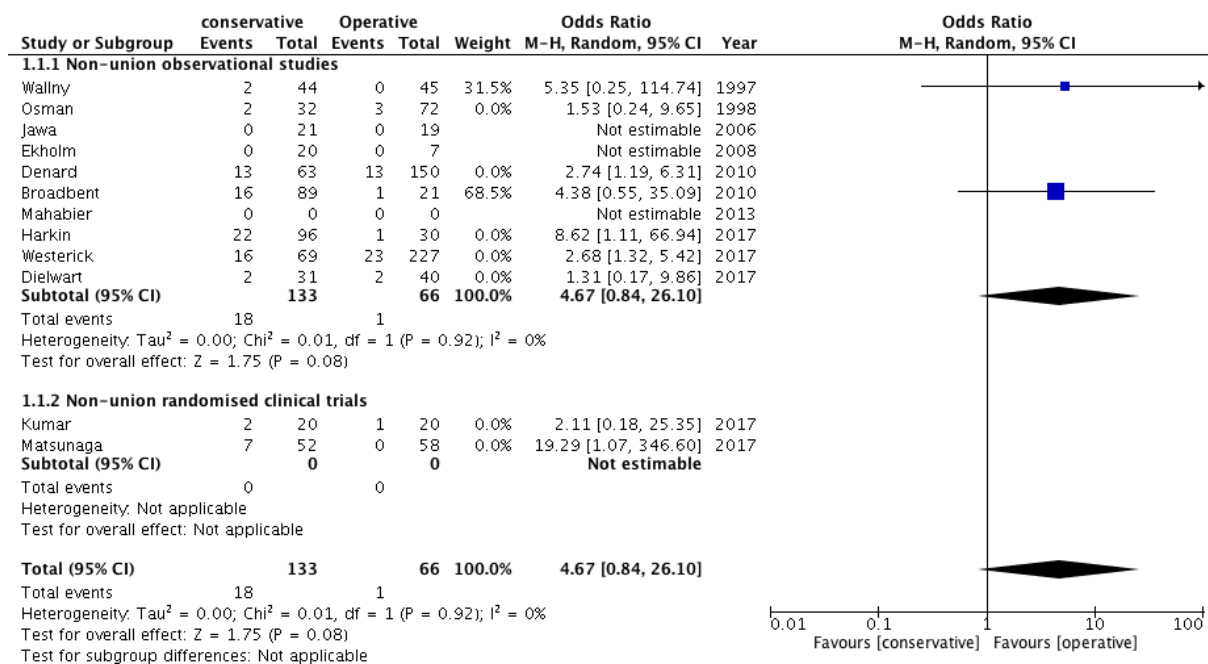 conservative Operative Odds Ratio Odds Ratio
Study or Subgroup Events Total Events Total Weight M-H, Random, 95% CI Year M-H, Random, 95% CI
1.1.1 Non-union observational studies
Wallny 2 44 0 45 31.5% 5.35 [0.25, 114.74] 1997
Osman 2 32 3 72 0.0% 1.53 [0.24, 9.65] 1998
Jawa 0 21 0 19 Not estimable 2006
Ekholm 0 20 0 7 Not estimable 2008
Denard 13 63 13 150 0.0% 2.74 [1.19, 6.31] 2010
Broadbent 16 89 1 21 68.5% 4.38 [0.55, 35.09] 2010
Mahabier 0 0 0 0 Not estimable 2013
Harkin 22 96 1 30 0.0% 8.62 [1.11, 66.94] 2017
Westerick 16 69 23 227 0.0% 2.68 [1.32, 5.42] 2017
Dielwart 2 31 2 40 0.0% 1.31 [0.17, 9.86] 2017
Subtotal (95% CI) 133 66 100.0% 4.67 [0.84, 26.10]
Total events 18 1
Heterogeneity: Tau² = 0.00; Chi² = 0.01, df = 1 (P = 0.92); I² = 0%
Test for overall effect: Z = 1.75 (P = 0.08)
1.1.2 Non-union randomised clinical trials
Kumar 2 20 1 20 0.0% 2.11 [0.18, 25.35] 2017
Matsunaga 7 52 0 58 0.0% 19.29 [1.07, 346.60] 2017
Subtotal (95% CI) 0 0 Not estimable
Total events 0 0
Heterogeneity: Not applicable
Test for overall effect: Not applicable
Total (95% CI) 133 66 100.0% 4.67 [0.84, 26.10]
Total events 18 1
Heterogeneity: Tau² = 0.00; Chi² = 0.01, df = 1 (P = 0.92); I² = 0%
Test for overall effect: Z = 1.75 (P = 0.08)
Test for subgroup differences: Not applicable
0.01 0.1 1 10 100
Favours [conservative] Favours [operative]